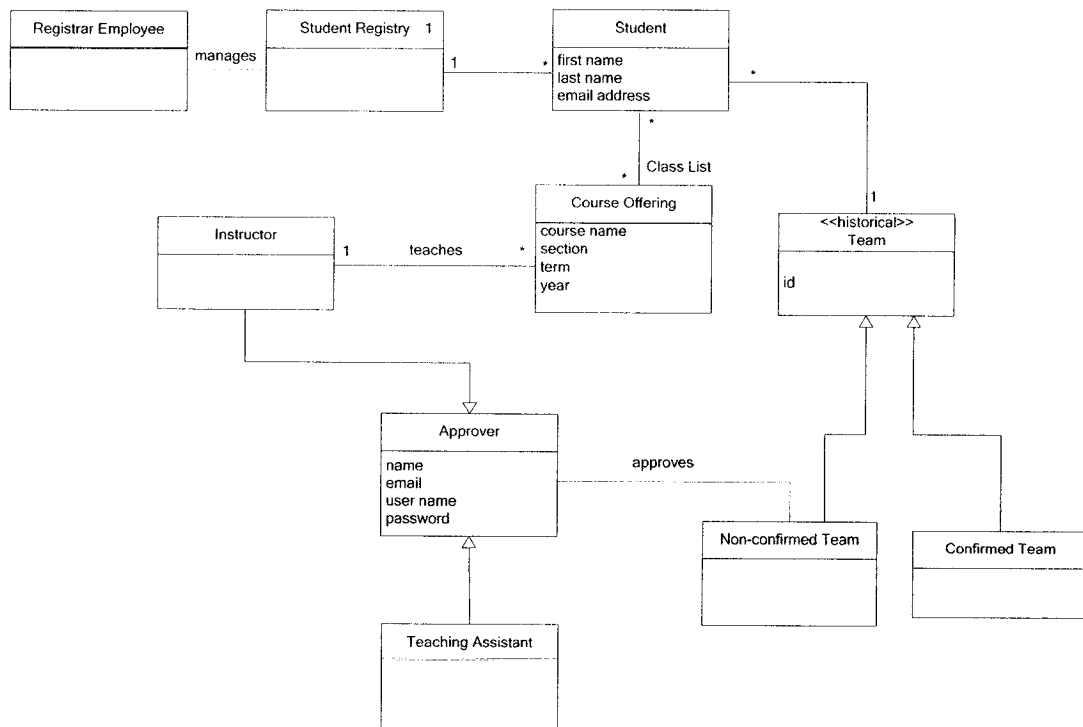 Registrar Employee
manages
Student Registry 1
1
*
Student
first name
last name
email address
*
*
Class List
*
1
Course Offering
course name
section
term
year
Instructor
1
teaches
*
<<historical>>
Team
id
Approver
name
email
user name
password
approves
Non-confirmed Team
Confirmed Team
Teaching Assistant